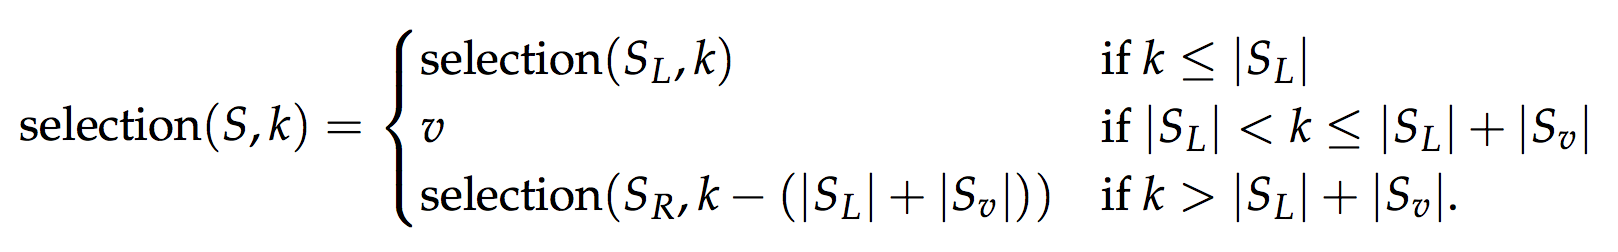 selection(S_L, k) if k ≤ |S_L|
selection(S, k) = { v if |S_L| < k ≤ |S_L| + |S_v|
selection(S_R, k − (|S_L| + |S_v|)) if k > |S_L| + |S_v|.